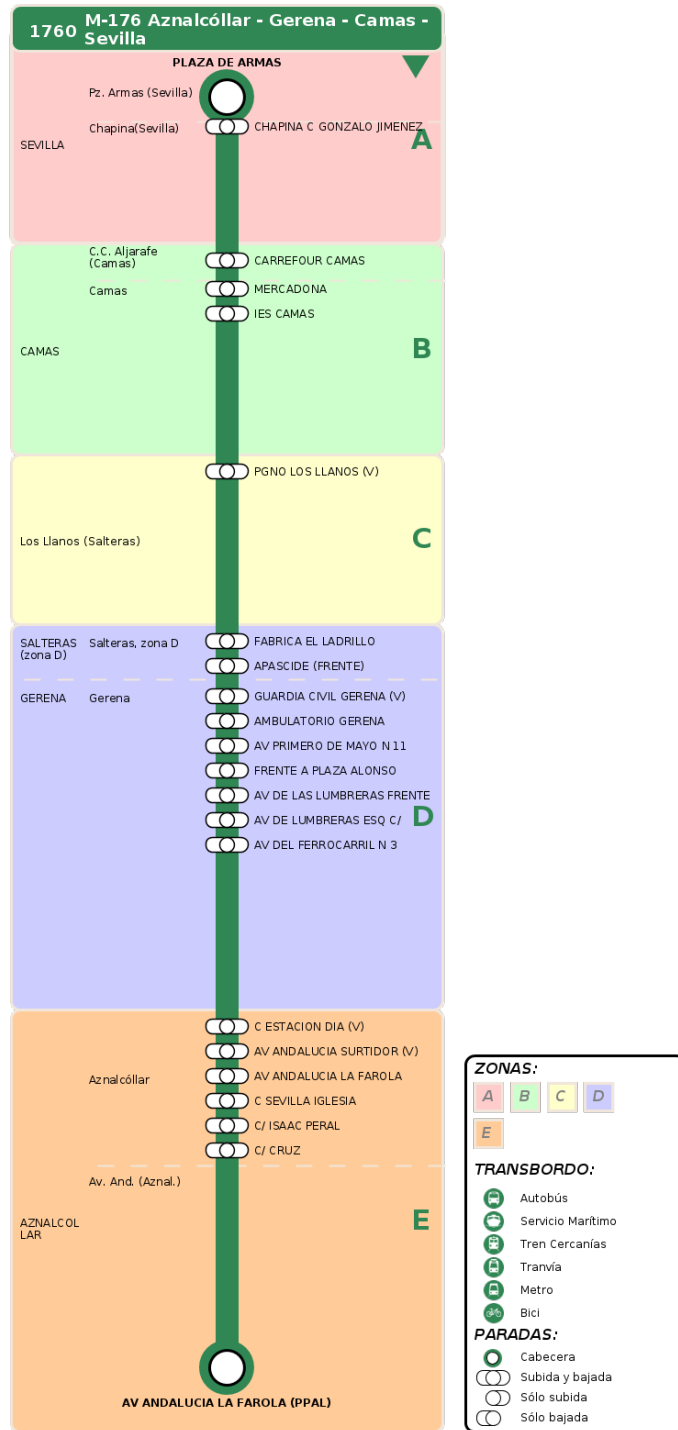 1760 M-176 Aznalcóllar - Gerena - Camas -
Sevilla
PLAZA DE ARMAS
Pz. Armas (Sevilla)
Chapina(Sevilla)
CHAPINA C GONZALO JIMENEZ
A
SEVILLA
C.C. Aljarafe
(Camas)
CARREFOUR CAMAS
Camas
MERCADONA
IES CAMAS
CAMAS
B
PGNO LOS LLANOS (V)
Los Llanos (Salteras)
C
SALTERAS
(zona D)
Salteras, zona D
FABRICA EL LADRILLO
APASCIDE (FRENTE)
GERENA
Gerena
GUARDIA CIVIL GERENA (V)
AMBULATORIO GERENA
AV PRIMERO DE MAYO N 11
FRENTE A PLAZA ALONSO
AV DE LAS LUMBRERAS FRENTE
AV DE LUMBRERAS ESQ C/
D
AV DEL FERROCARRIL N 3
C ESTACION DIA (V)
AV ANDALUCIA SURTIDOR (V)
Aznalcóllar
AV ANDALUCIA LA FAROLA
C SEVILLA IGLESIA
C/ ISAAC PERAL
C/ CRUZ
Av. And. (Aznal.)
AZNALCOL
LAR
E
AV ANDALUCIA LA FAROLA (PPAL)
ZONAS:
A B C D
E
TRANSBORDO:
Autobús
Servicio Marítimo
Tren Cercanías
Tranvía
Metro
Bici
PARADAS:
Cabecera
Subida y bajada
Sólo subida
Sólo bajada